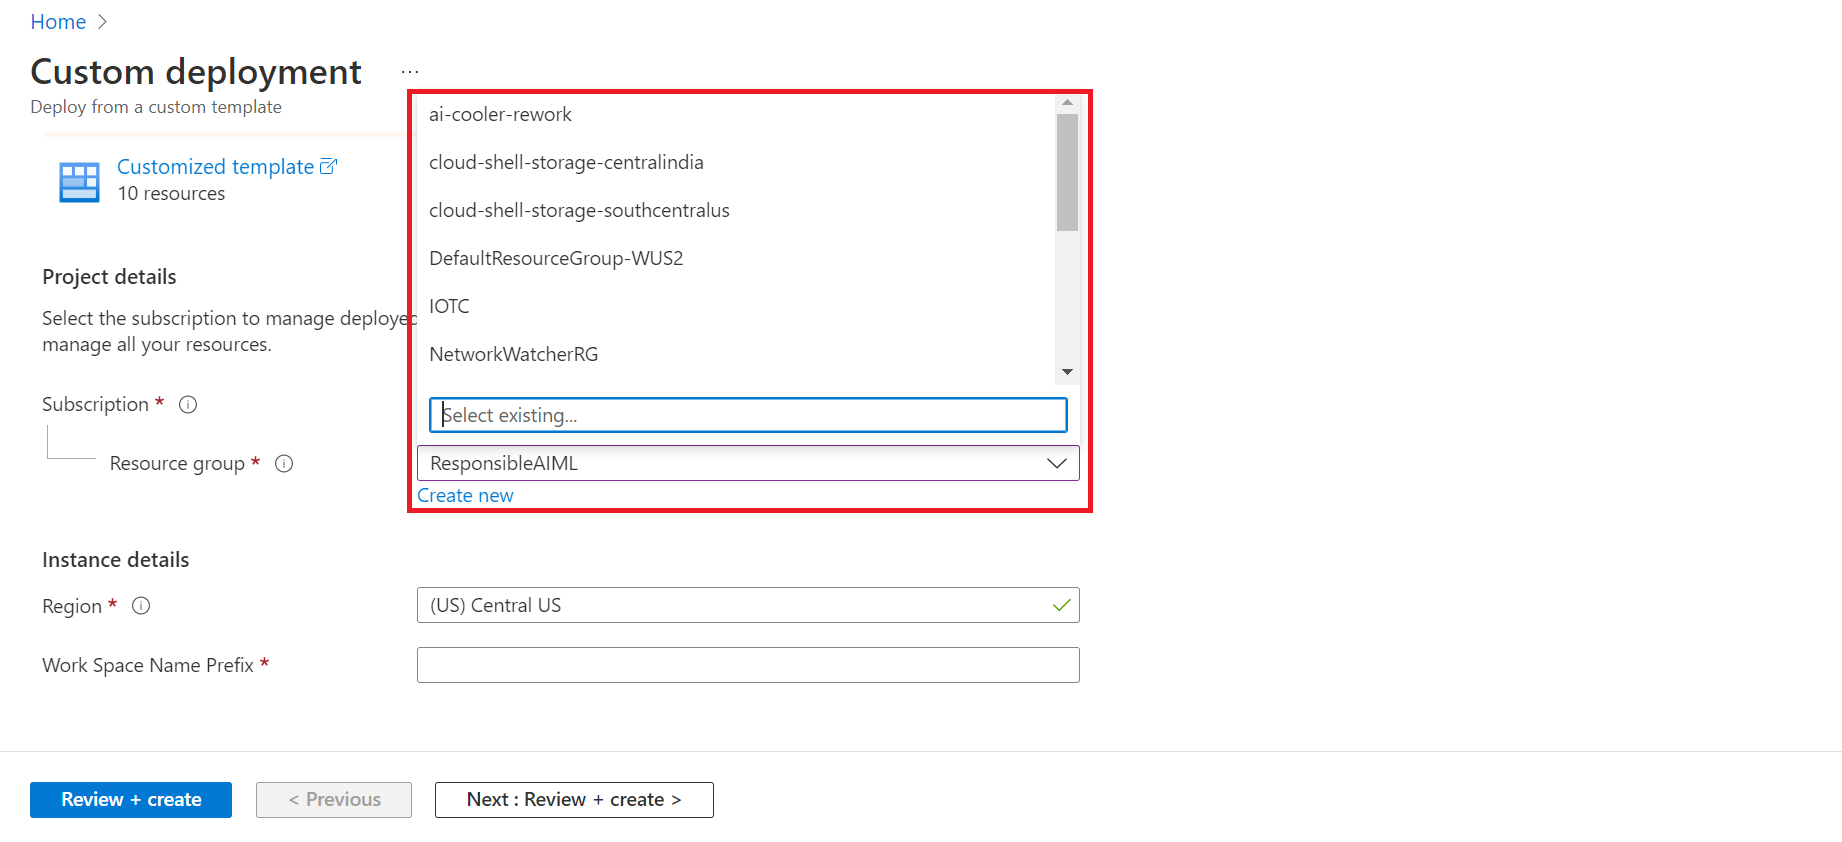 Home >
Custom deployment ...
Deploy from a custom template
Customized template
10 resources
Project details
Select the subscription to manage deployed
manage all your resources.
ai-cooler-rework
cloud-shell-storage-centralindia
cloud-shell-storage-southcentralus
DefaultResourceGroup-WUS2
IOTC
NetworkWatcherRG
Select existing...
Subscription *
Resource group *
ResponsibleAIML
Create new
Instance details
Region *
(US) Central US
Work Space Name Prefix *
Review + create
< Previous
Next : Review + create >